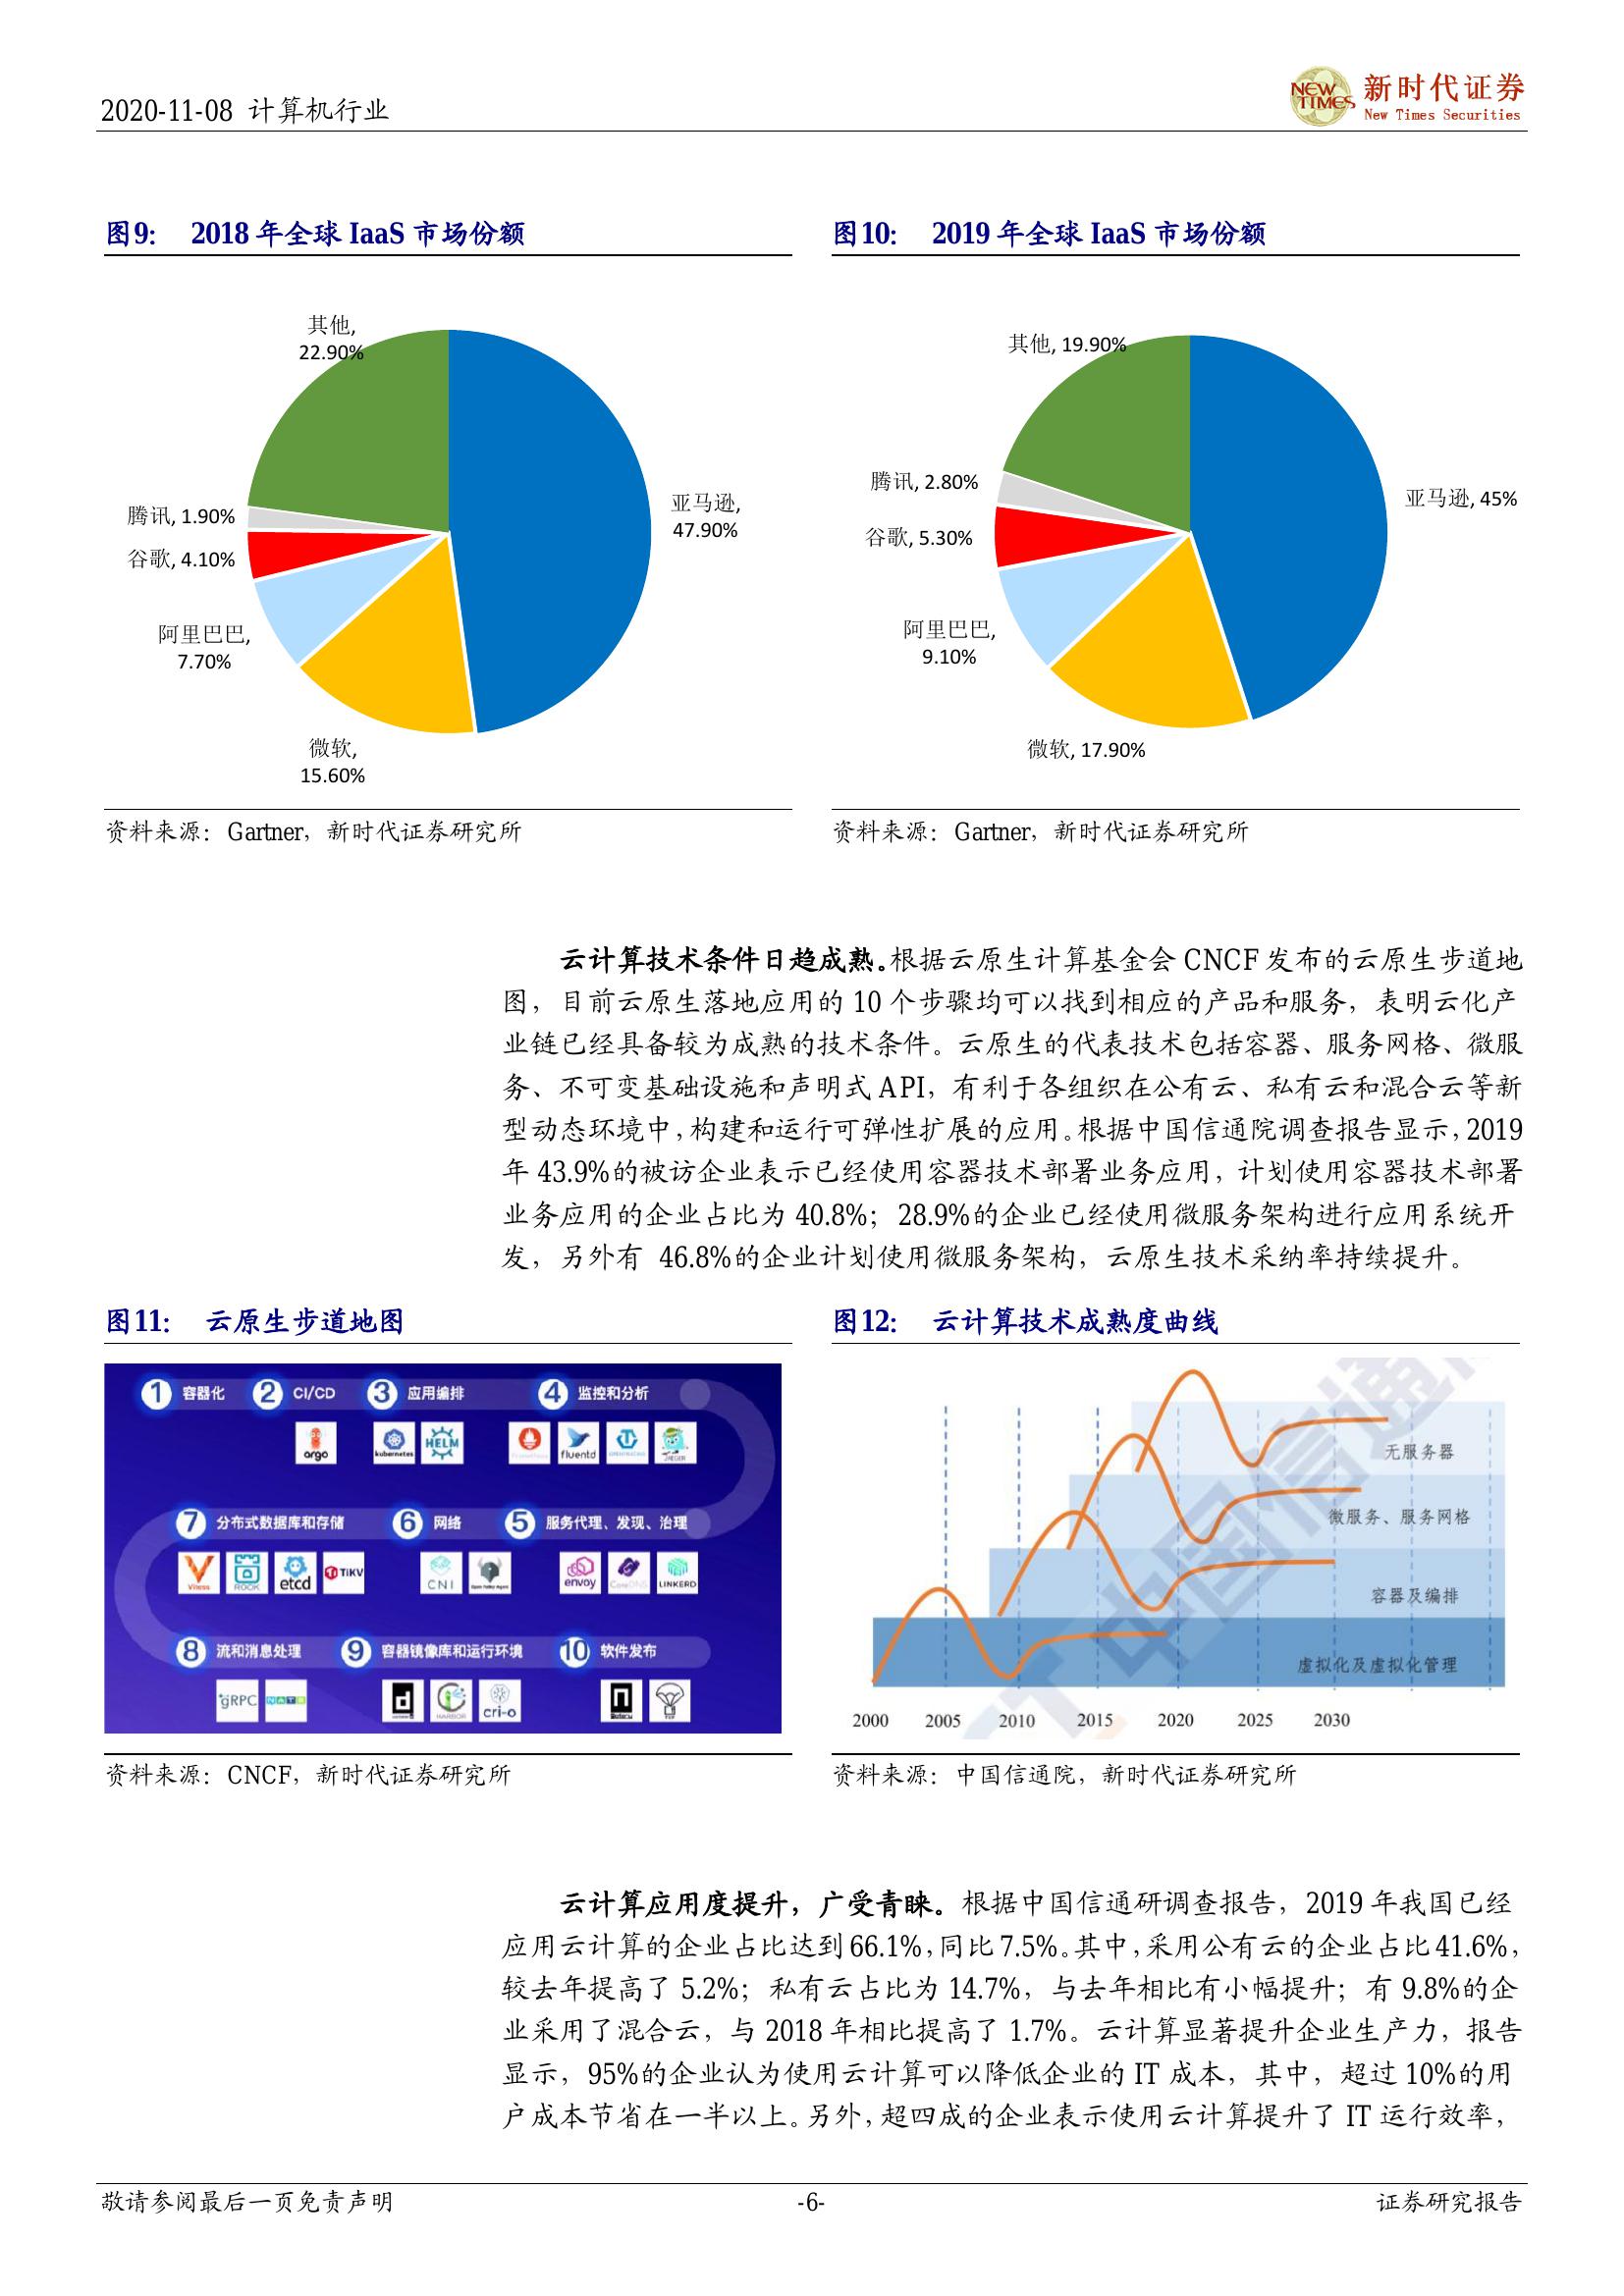 2020-11-08 计算机行业
NEW TIMES
新时代证券
New Times Securities
图9： 2018 年全球 IaaS 市场份额
其他,
22.90%
腾讯, 1.90%
谷歌, 4.10%
阿里巴巴,
7.70%
微软,
15.60%
亚马逊,
47.90%
资料来源：Gartner，新时代证券研究所
图10： 2019 年全球 IaaS 市场份额
其他, 19.90%
腾讯, 2.80%
谷歌, 5.30%
阿里巴巴,
9.10%
微软, 17.90%
亚马逊, 45%
资料来源：Gartner，新时代证券研究所
云计算技术条件日趋成熟。根据云原生计算基金会 CNCF 发布的云原生步道地
图，目前云原生落地应用的 10 个步骤均可以找到相应的产品和服务，表明云化产
业链已经具备较为成熟的技术条件。云原生的代表技术包括容器、服务网格、微服
务、不可变基础设施和声明式 API，有利于各组织在公有云、私有云和混合云等新
型动态环境中，构建和运行可弹性扩展的应用。根据中国信通院调查报告显示，2019
年 43.9%的被访企业表示已经使用容器技术部署业务应用，计划使用容器技术部署
业务应用的企业占比为 40.8%；28.9%的企业已经使用微服务架构进行应用系统开
发，另外有 46.8%的企业计划使用微服务架构，云原生技术采纳率持续提升。
图11： 云原生步道地图
1 容器化 2 CI/CD 3 应用编排 4 监控和分析
argo kubernetes HELM fluentd JAEGER
7 分布式数据库和存储 6 网络 5 服务代理、发现、治理
Vitess ROOK etcd TiKV CNI Open Policy Agent envoy CoreDNS LINKERD
8 流和消息处理 9 容器镜像库和运行环境 10 软件发布
gRPC NATS HARBOR cri-o Notary TUF
资料来源：CNCF，新时代证券研究所
图12： 云计算技术成熟度曲线
无服务器
微服务、服务网格
容器及编排
虚拟化及虚拟化管理
2000 2005 2010 2015 2020 2025 2030
中国信通
资料来源：中国信通院，新时代证券研究所
云计算应用度提升，广受青睐。根据中国信通研调查报告，2019 年我国已经
应用云计算的企业占比达到 66.1%，同比 7.5%。其中，采用公有云的企业占比 41.6%，
较去年提高了 5.2%；私有云占比为 14.7%，与去年相比有小幅提升；有 9.8%的企
业采用了混合云，与 2018 年相比提高了 1.7%。云计算显著提升企业生产力，报告
显示，95%的企业认为使用云计算可以降低企业的 IT 成本，其中，超过 10%的用
户成本节省在一半以上。另外，超四成的企业表示使用云计算提升了 IT 运行效率，
敬请参阅最后一页免责声明
-6-
证券研究报告